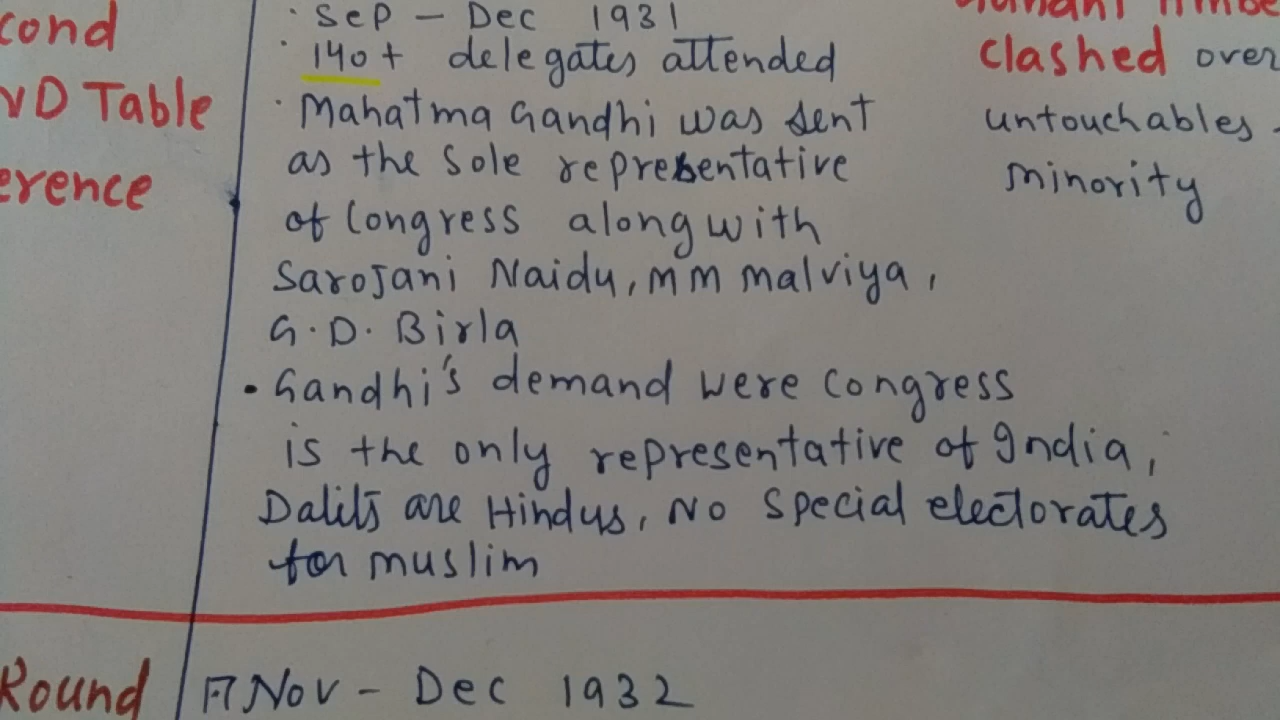 cond
ND Table
erence
· Sep - Dec 1931
· 140+ delegates attended
· Mahatma Gandhi was sent
as the sole representative
of Congress along with
Sarojani Naidu, MM Malviya,
G. D. Birla
• Gandhi's demand were Congress
is the only representative of India,
Dalits are Hindus, No special electorates
for muslim
clashed over
untouchables -
minority
Round
Nov - Dec 1932